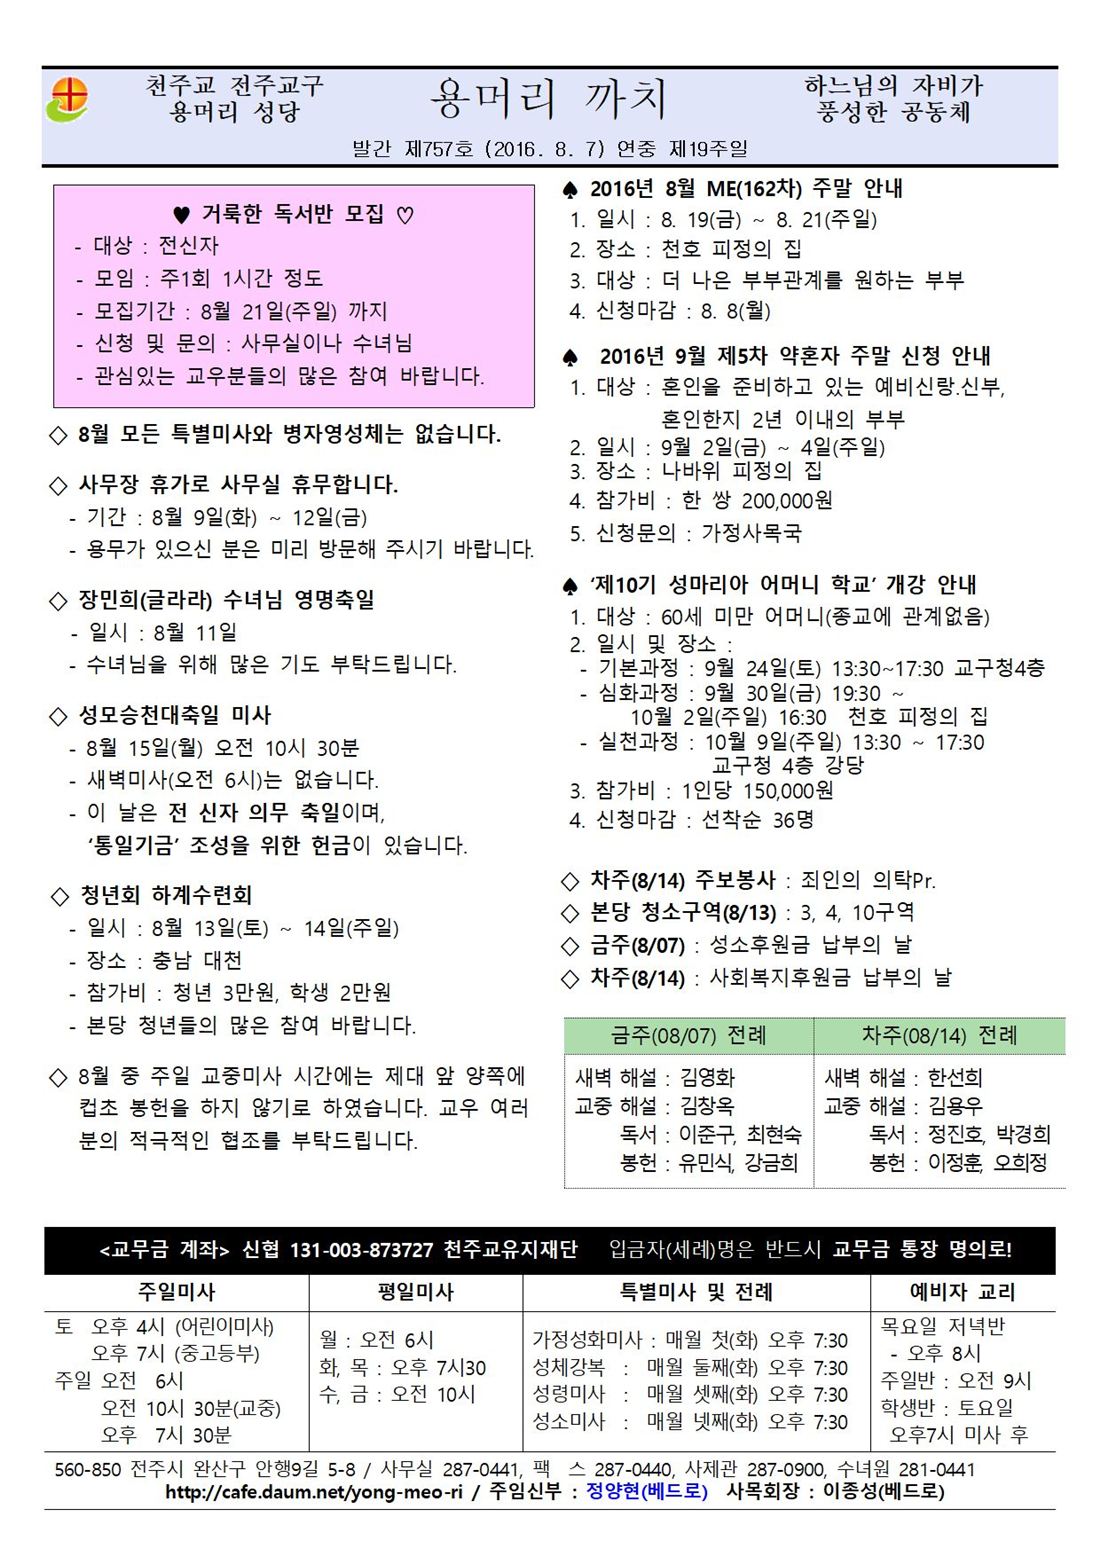 천주교 전주교구
용머리 성당
용머리 까치
하느님의 자비가
풍성한 공동체
발간 제757호 (2016. 8. 7) 연중 제19주일
♥ 거룩한 독서반 모집 ♡
- 대상 : 전신자
- 모임 : 주1회 1시간 정도
- 모집기간 : 8월 21일(주일) 까지
- 신청 및 문의 : 사무실이나 수녀님
- 관심있는 교우분들의 많은 참여 바랍니다.
◇ 8월 모든 특별미사와 병자영성체는 없습니다.
◇ 사무장 휴가로 사무실 휴무합니다.
- 기간 : 8월 9일(화) ~ 12일(금)
- 용무가 있으신 분은 미리 방문해 주시기 바랍니다.
◇ 장민희(글라라) 수녀님 영명축일
- 일시 : 8월 11일
- 수녀님을 위해 많은 기도 부탁드립니다.
◇ 성모승천대축일 미사
- 8월 15일(월) 오전 10시 30분
- 새벽미사(오전 6시)는 없습니다.
- 이 날은 전 신자 의무 축일이며,
‘통일기금’ 조성을 위한 헌금이 있습니다.
◇ 청년회 하계수련회
- 일시 : 8월 13일(토) ~ 14일(주일)
- 장소 : 충남 대천
- 참가비 : 청년 3만원, 학생 2만원
- 본당 청년들의 많은 참여 바랍니다.
◇ 8월 중 주일 교중미사 시간에는 제대 앞 양쪽에
컵초 봉헌을 하지 않기로 하였습니다. 교우 여러
분의 적극적인 협조를 부탁드립니다.
♠ 2016년 8월 ME(162차) 주말 안내
1. 일시 : 8. 19(금) ~ 8. 21(주일)
2. 장소 : 천호 피정의 집
3. 대상 : 더 나은 부부관계를 원하는 부부
4. 신청마감 : 8. 8(월)
♠ 2016년 9월 제5차 약혼자 주말 신청 안내
1. 대상 : 혼인을 준비하고 있는 예비신랑.신부,
혼인한지 2년 이내의 부부
2. 일시 : 9월 2일(금) ~ 4일(주일)
3. 장소 : 나바위 피정의 집
4. 참가비 : 한 쌍 200,000원
5. 신청문의 : 가정사목국
♠ ‘제10기 성마리아 어머니 학교’ 개강 안내
1. 대상 : 60세 미만 어머니(종교에 관계없음)
2. 일시 및 장소 :
- 기본과정 : 9월 24일(토) 13:30~17:30 교구청4층
- 심화과정 : 9월 30일(금) 19:30 ~
10월 2일(주일) 16:30 천호 피정의 집
- 실천과정 : 10월 9일(주일) 13:30 ~ 17:30
교구청 4층 강당
3. 참가비 : 1인당 150,000원
4. 신청마감 : 선착순 36명
◇ 차주(8/14) 주보봉사 : 죄인의 의탁Pr.
◇ 본당 청소구역(8/13) : 3, 4, 10구역
◇ 금주(8/07) : 성소후원금 납부의 날
◇ 차주(8/14) : 사회복지후원금 납부의 날
금주(08/07) 전례
새벽 해설 : 김영화
교중 해설 : 김창옥
독서 : 이준구, 최현숙
봉헌 : 유민식, 강금희
차주(08/14) 전례
새벽 해설 : 한선희
교중 해설 : 김용우
독서 : 정진호, 박경희
봉헌 : 이정훈, 오희정
<교무금 계좌> 신협 131-003-873727 천주교유지재단 입금자(세례)명은 반드시 교무금 통장 명의로!
주일미사
토 오후 4시 (어린이미사)
오후 7시 (중고등부)
주일 오전 6시
오전 10시 30분(교중)
오후 7시 30분
평일미사
월 : 오전 6시
화, 목 : 오후 7시30
수, 금 : 오전 10시
특별미사 및 전례
가정성화미사 : 매월 첫(화) 오후 7:30
성체강복 : 매월 둘째(화) 오후 7:30
성령미사 : 매월 셋째(화) 오후 7:30
성소미사 : 매월 넷째(화) 오후 7:30
예비자 교리
목요일 저녁반
- 오후 8시
주일반 : 오전 9시
학생반 : 토요일
오후7시 미사 후
560-850 전주시 완산구 안행9길 5-8 / 사무실 287-0441, 팩 스 287-0440, 사제관 287-0900, 수녀원 281-0441
http://cafe.daum.net/yong-meo-ri / 주임신부 : 정양현(베드로) 사목회장 : 이종성(베드로)